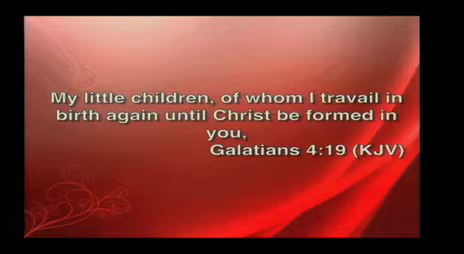 My little children, of whom I travail in
birth again until Christ be formed in
you,
Galatians 4:19 (KJV)